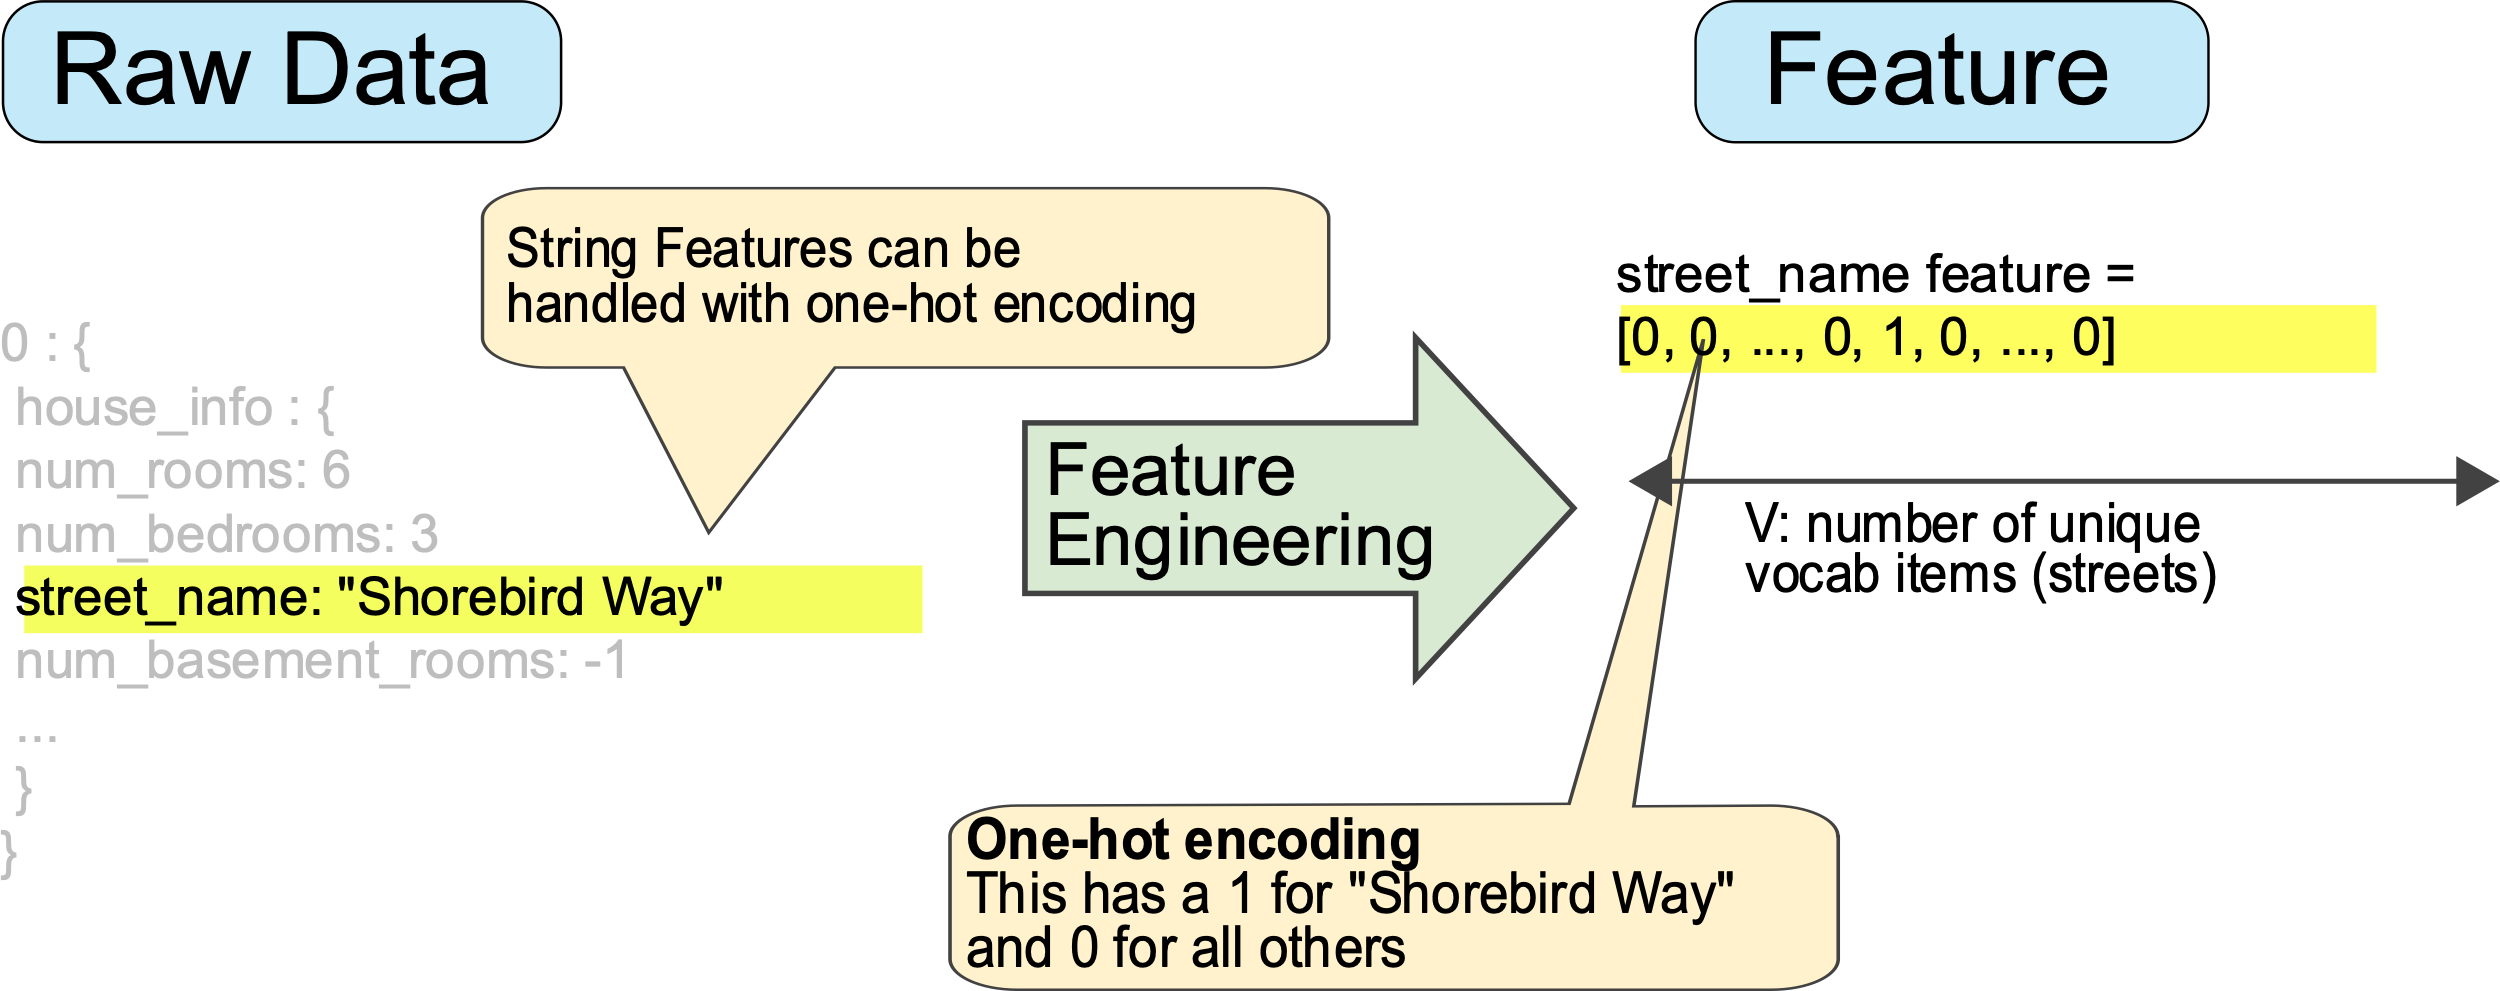 Raw Data
Feature
String Features can be
handled with one-hot encoding
0 : {
house_info : {
num_rooms: 6
num_bedrooms: 3
street_name: "Shorebird Way"
num_basement_rooms: -1
...
}
}
Feature
Engineering
street_name feature =
[0, 0, ..., 0, 1, 0, ..., 0]
V: number of unique
vocab items (streets)
One-hot encoding
This has a 1 for "Shorebird Way"
and 0 for all others